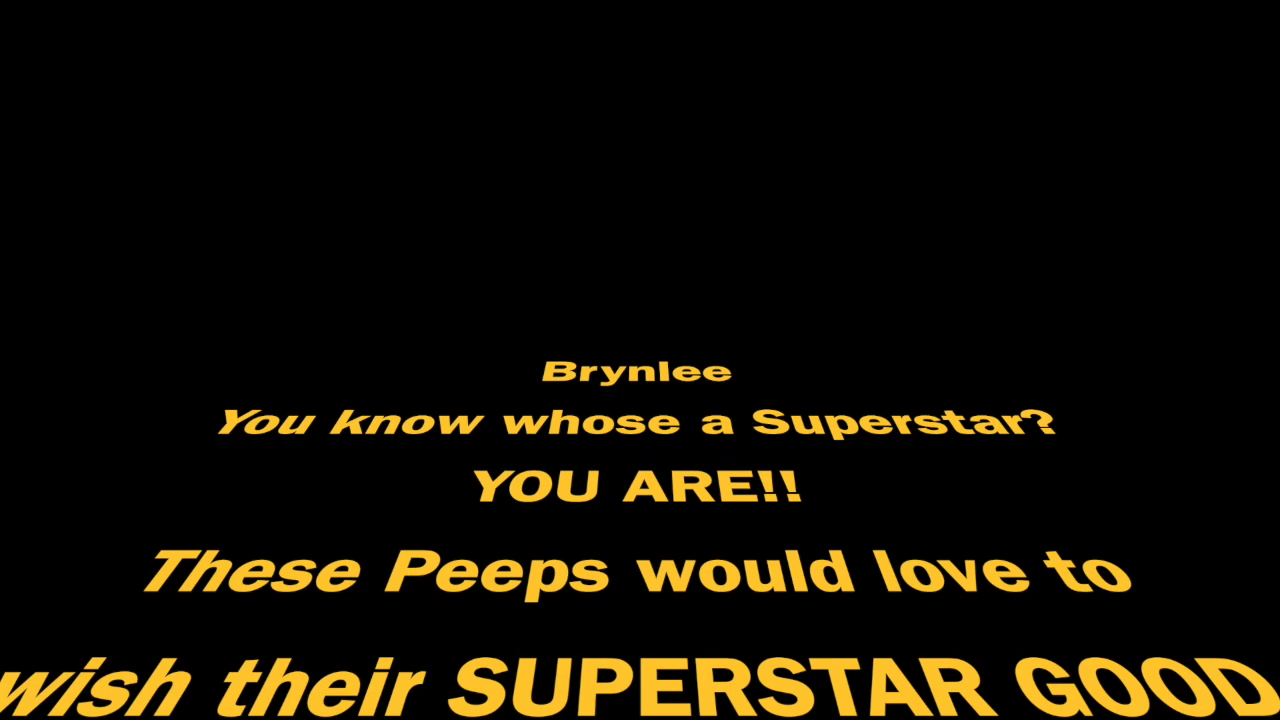 Brynlee
You know whose a Superstar?
YOU ARE!!
These Peeps would love to
wish their SUPERSTAR GOOD